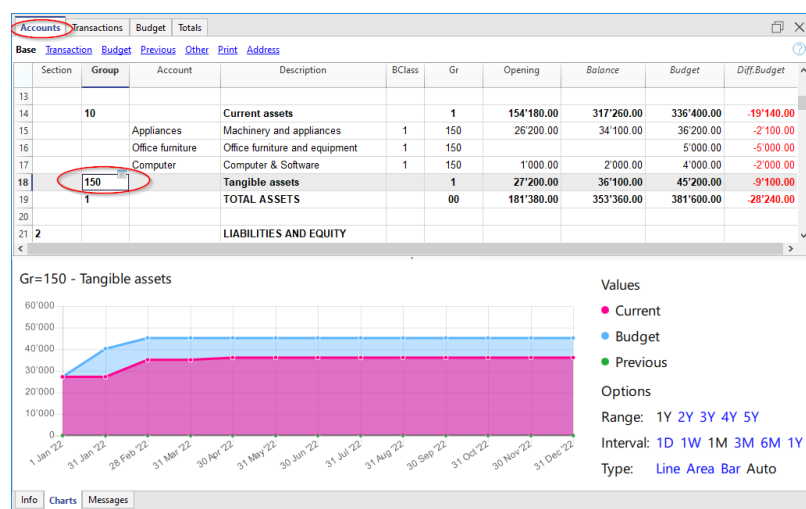 Accounts Transactions Budget Totals
Base Transaction Budget Previous Other Print Address
Section Group Account Description BClass Gr Opening Balance Budget Diff.Budget
13
14 10 Current assets 1 154'180.00 317'260.00 336'400.00 -19'140.00
15 Appliances Machinery and appliances 1 150 26'200.00 34'100.00 36'200.00 -2'100.00
16 Office furniture Office furniture and equipment 1 150 5'000.00 -5'000.00
17 Computer Computer & Software 1 150 1'000.00 2'000.00 4'000.00 -2'000.00
18 150 Tangible assets 1 27'200.00 36'100.00 45'200.00 -9'100.00
19 1 TOTAL ASSETS 00 181'380.00 353'360.00 381'600.00 -28'240.00
20
21 2 LIABILITIES AND EQUITY
Gr=150 - Tangible assets
60'000
50'000
40'000
30'000
20'000
10'000
0
1 Jan '22 31 Jan '22 28 Feb '22 31 Mar '22 30 Apr '22 31 May '22 30 Jun '22 31 Jul '22 31 Aug '22 30 Sep '22 31 Oct '22 30 Nov '22 31 Dec '22
Values
Current
Budget
Previous
Options
Range: 1Y 2Y 3Y 4Y 5Y
Interval: 1D 1W 1M 3M 6M 1Y
Type: Line Area Bar Auto
Info Charts Messages